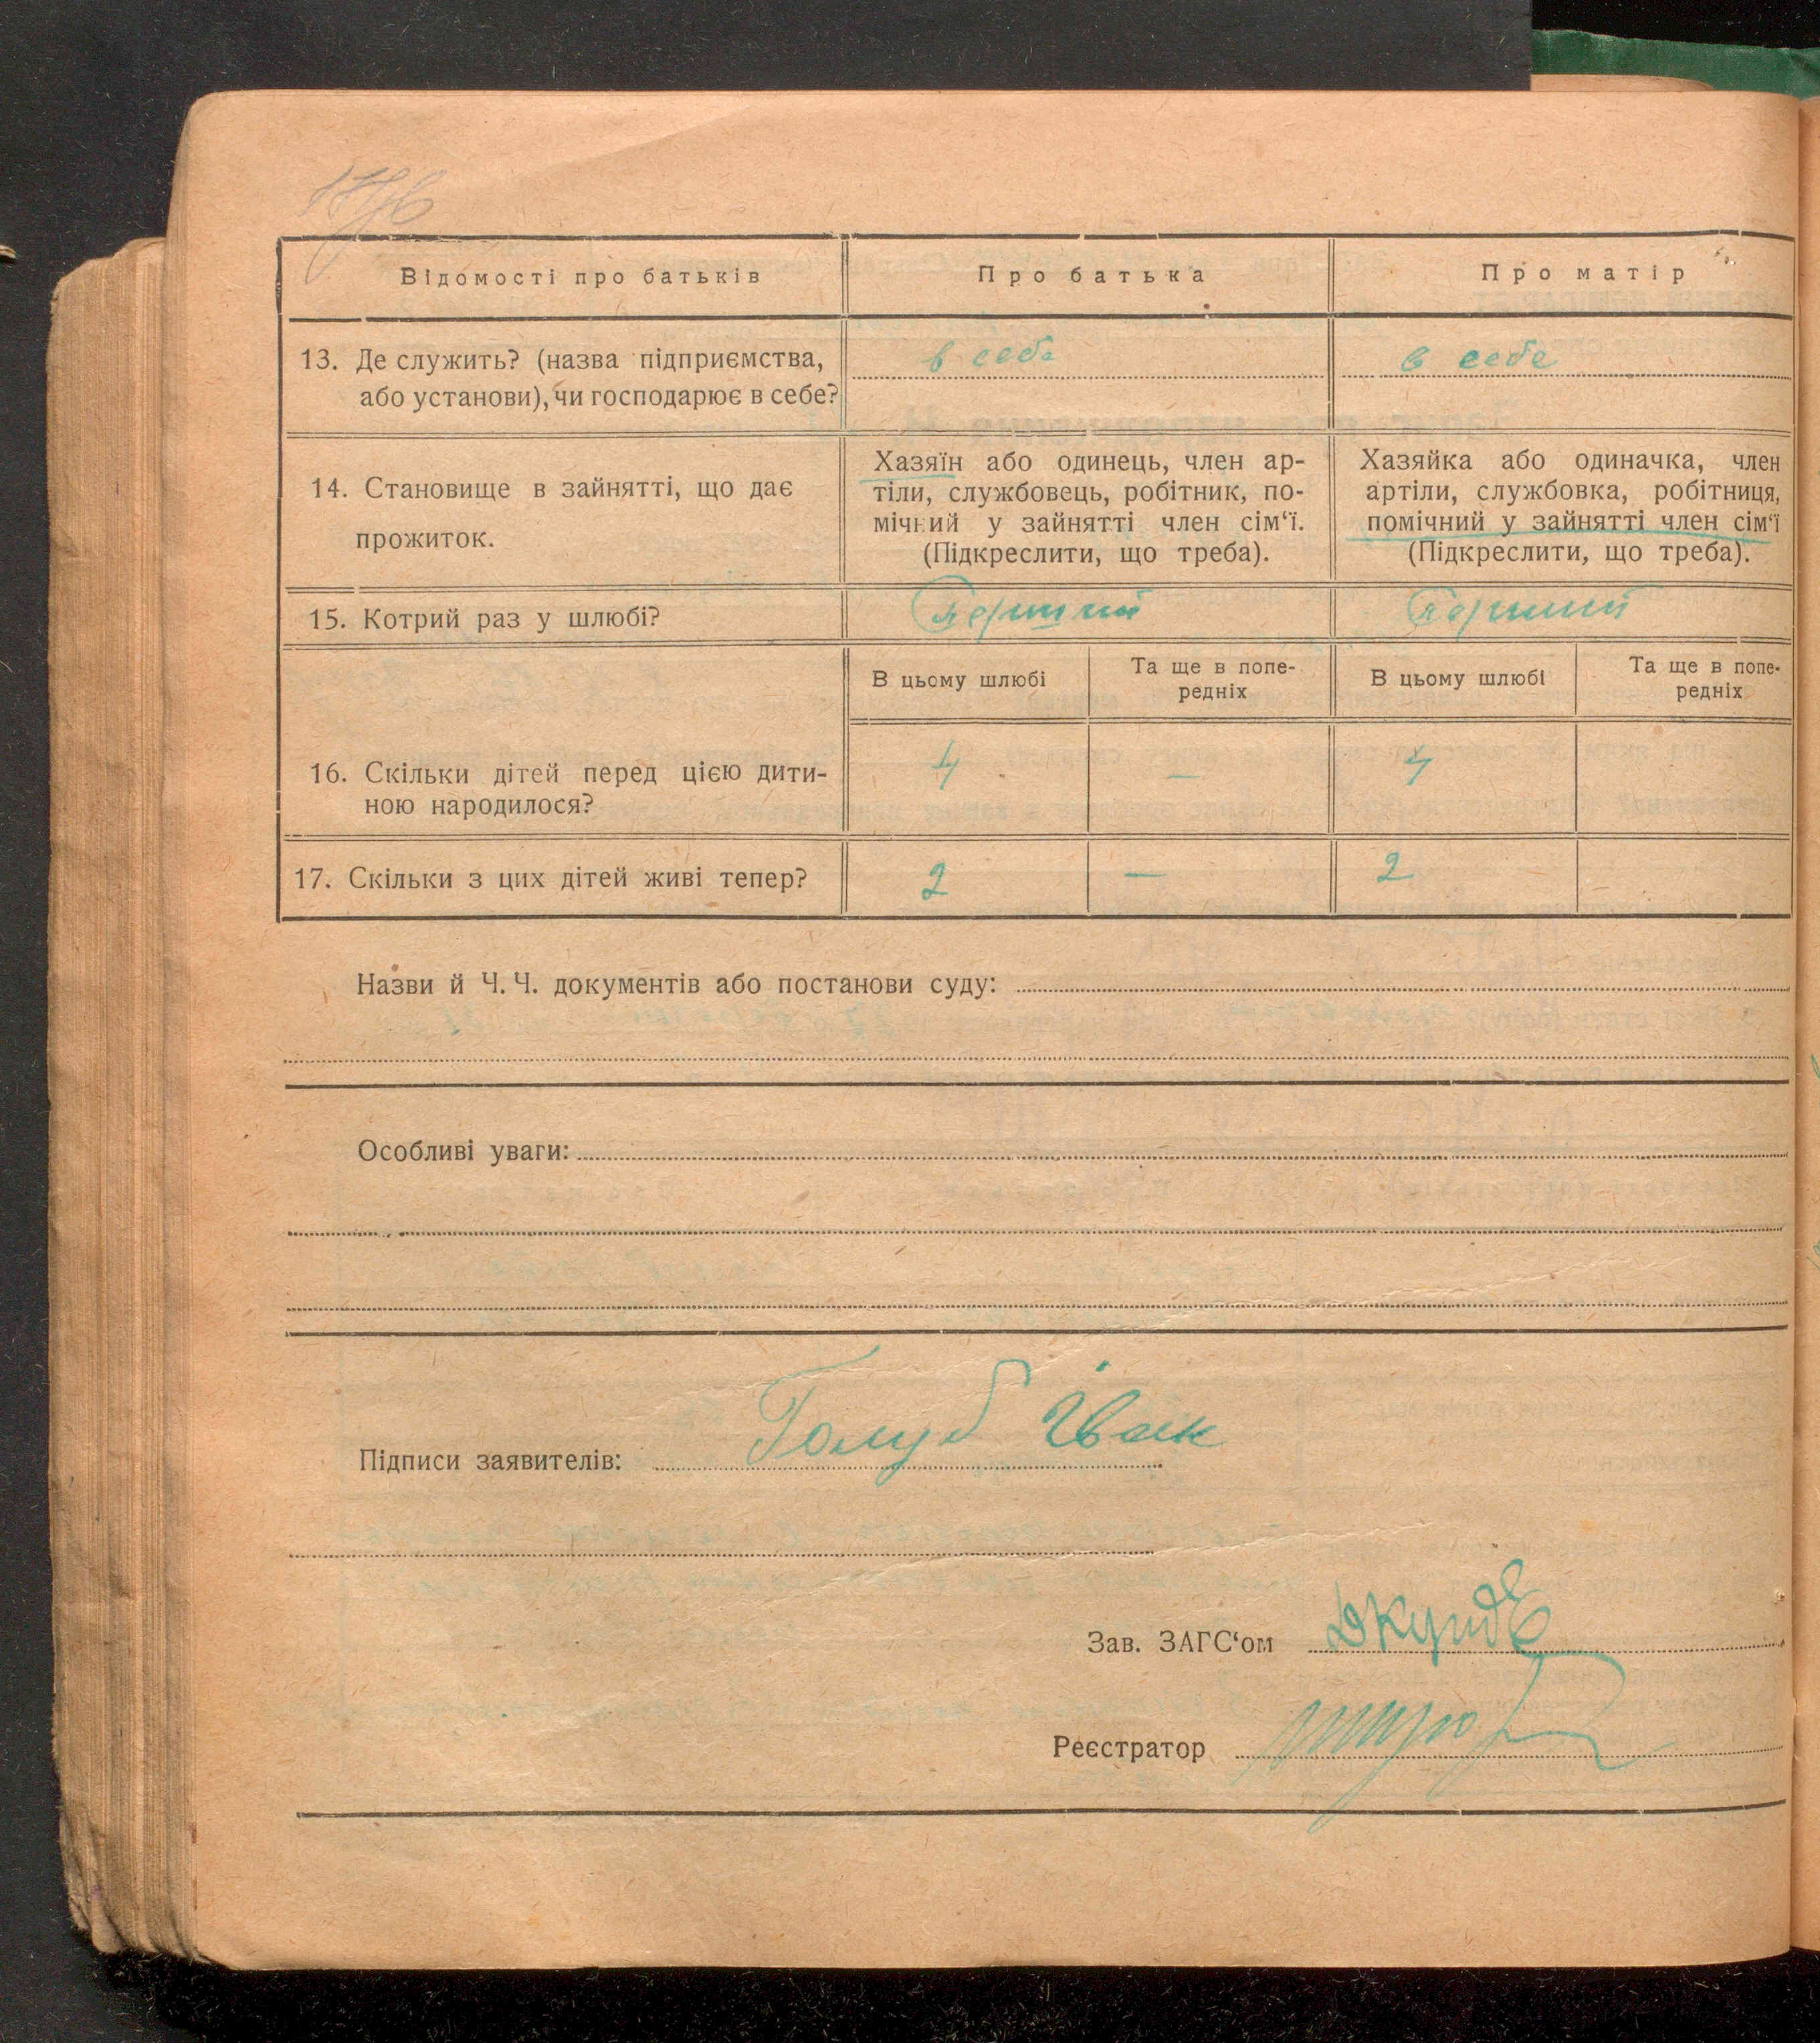 Відомості про батьків
Про батька
Про матір
13. Де служить? (назва підприємства,
або установи), чи господарює в себе?
в себе
в себе
14. Становище в зайнятті, що дає
прожиток.
Хазяїн або одинець, член ар-
тіли, службовець, робітник, по-
мічний у зайнятті член сім‘ї.
(Підкреслити, що треба).
Хазяйка або одиначка, член
артіли, службовка, робітниця,
помічний у зайнятті член сім‘ї
(Підкреслити, що треба).
15. Котрий раз у шлюбі?
перший
перший
В цьому шлюбі
Та ще в попе-
редніх
В цьому шлюбі
Та ще в попе-
редніх
16. Скільки дітей перед цією дити-
ною народилося?
4
—
4
17. Скільки з цих дітей живі тепер?
2
—
2
Назви й Ч. Ч. документів або постанови суду:
Особливі уваги:
Підписи заявителів: Голуб Іван
Зав. ЗАГС‘ом
Реєстратор